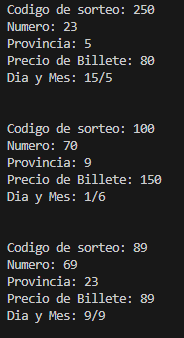 Codigo de sorteo: 250
Numero: 23
Provincia: 5
Precio de Billete: 80
Dia y Mes: 15/5
Codigo de sorteo: 100
Numero: 70
Provincia: 9
Precio de Billete: 150
Dia y Mes: 1/6
Codigo de sorteo: 89
Numero: 69
Provincia: 23
Precio de Billete: 89
Dia y Mes: 9/9